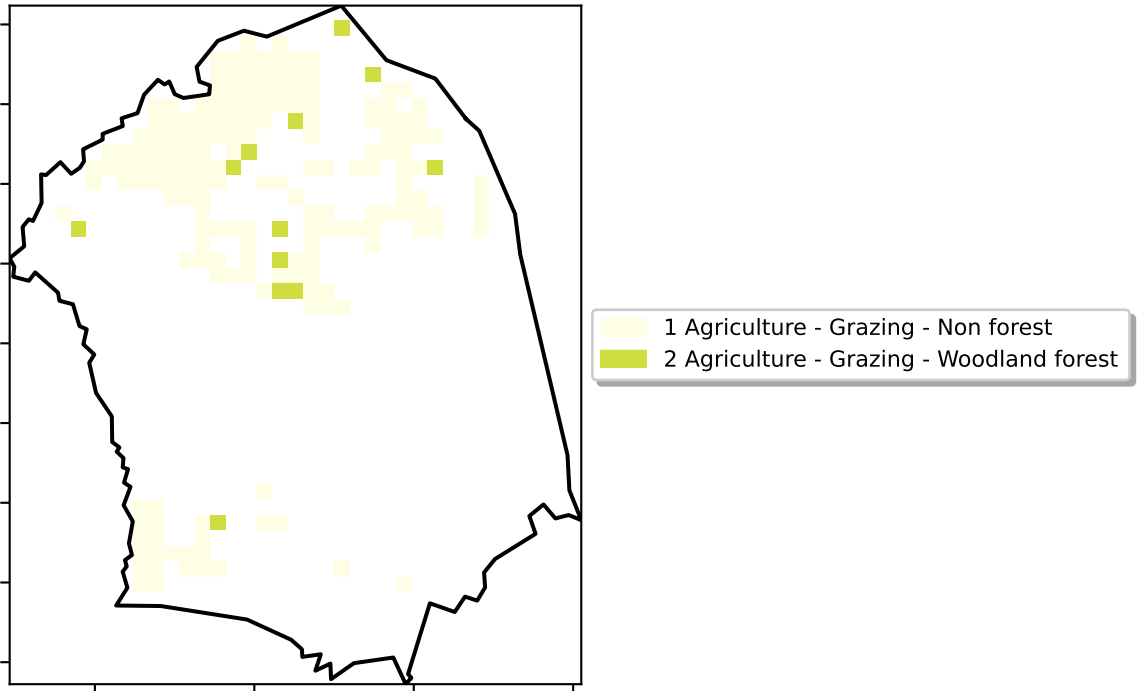 1 Agriculture - Grazing - Non forest
2 Agriculture - Grazing - Woodland forest